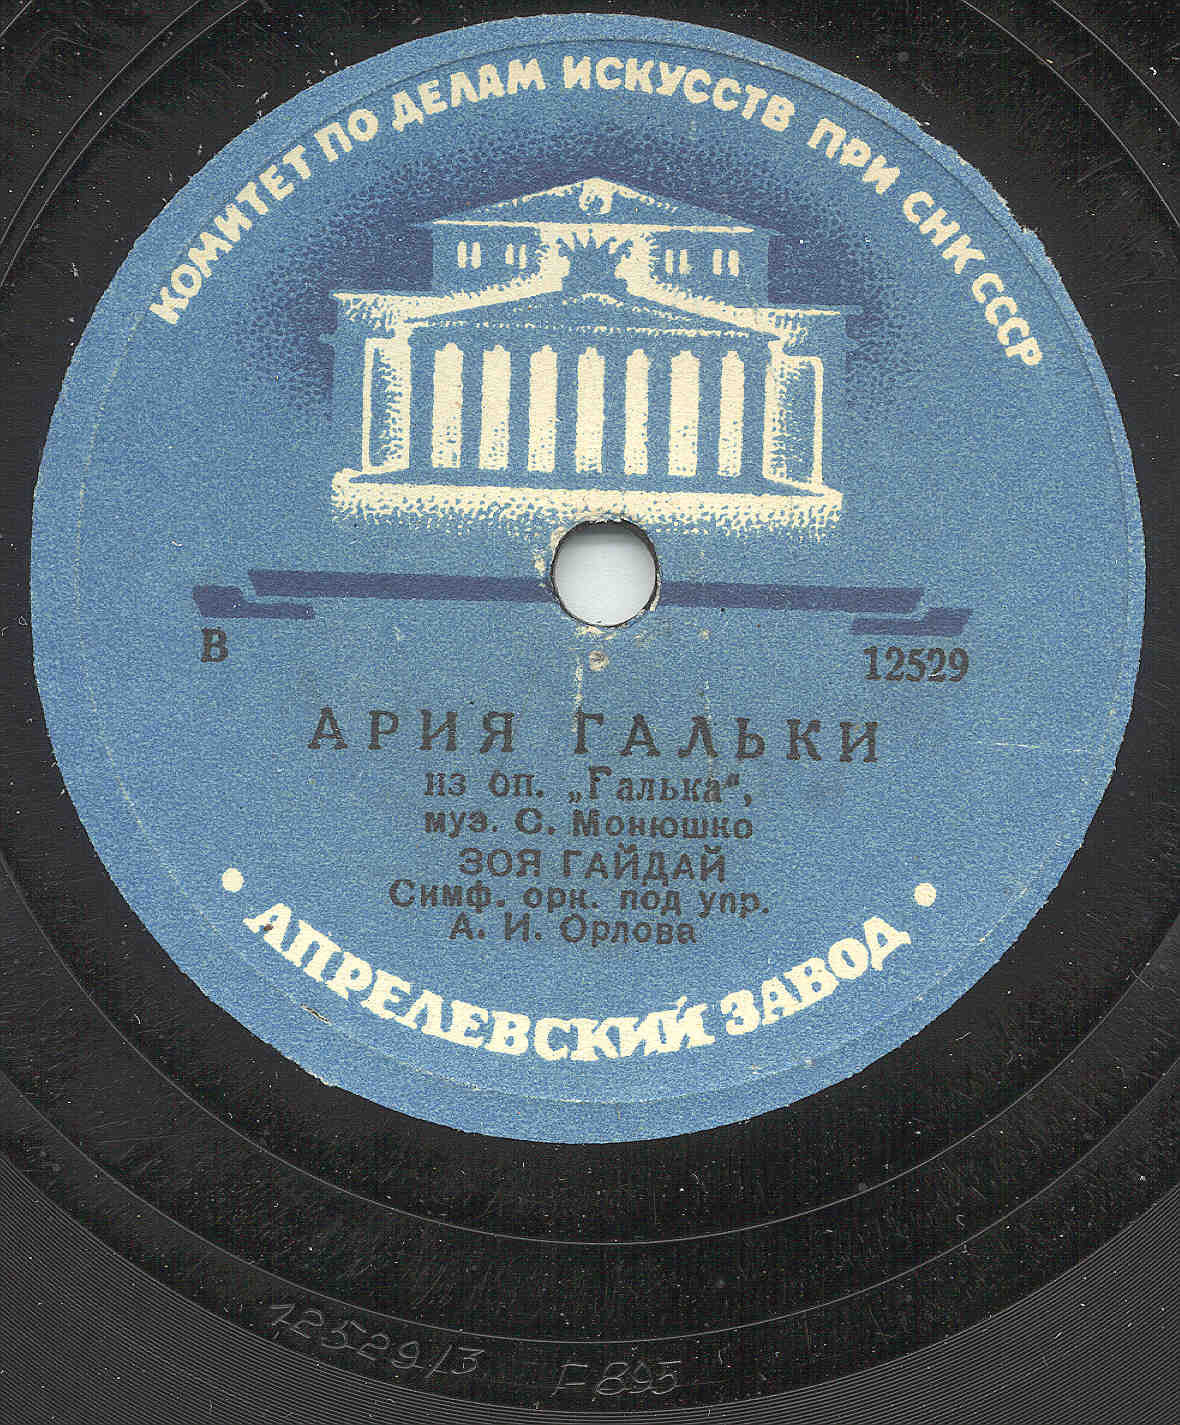 КОМИТЕТ ПО ДЕЛАМ ИСКУССТВ ПРИ СНК СССР
В
12529
АРИЯ ГАЛЬКИ
из оп. „Галька“,
муз. С. Монюшко
ЗОЯ ГАЙДАЙ
Симф. орк. под упр.
А. И. Орлова
• АПРЕЛЕВСКИЙ ЗАВОД •
12529/3 F 895